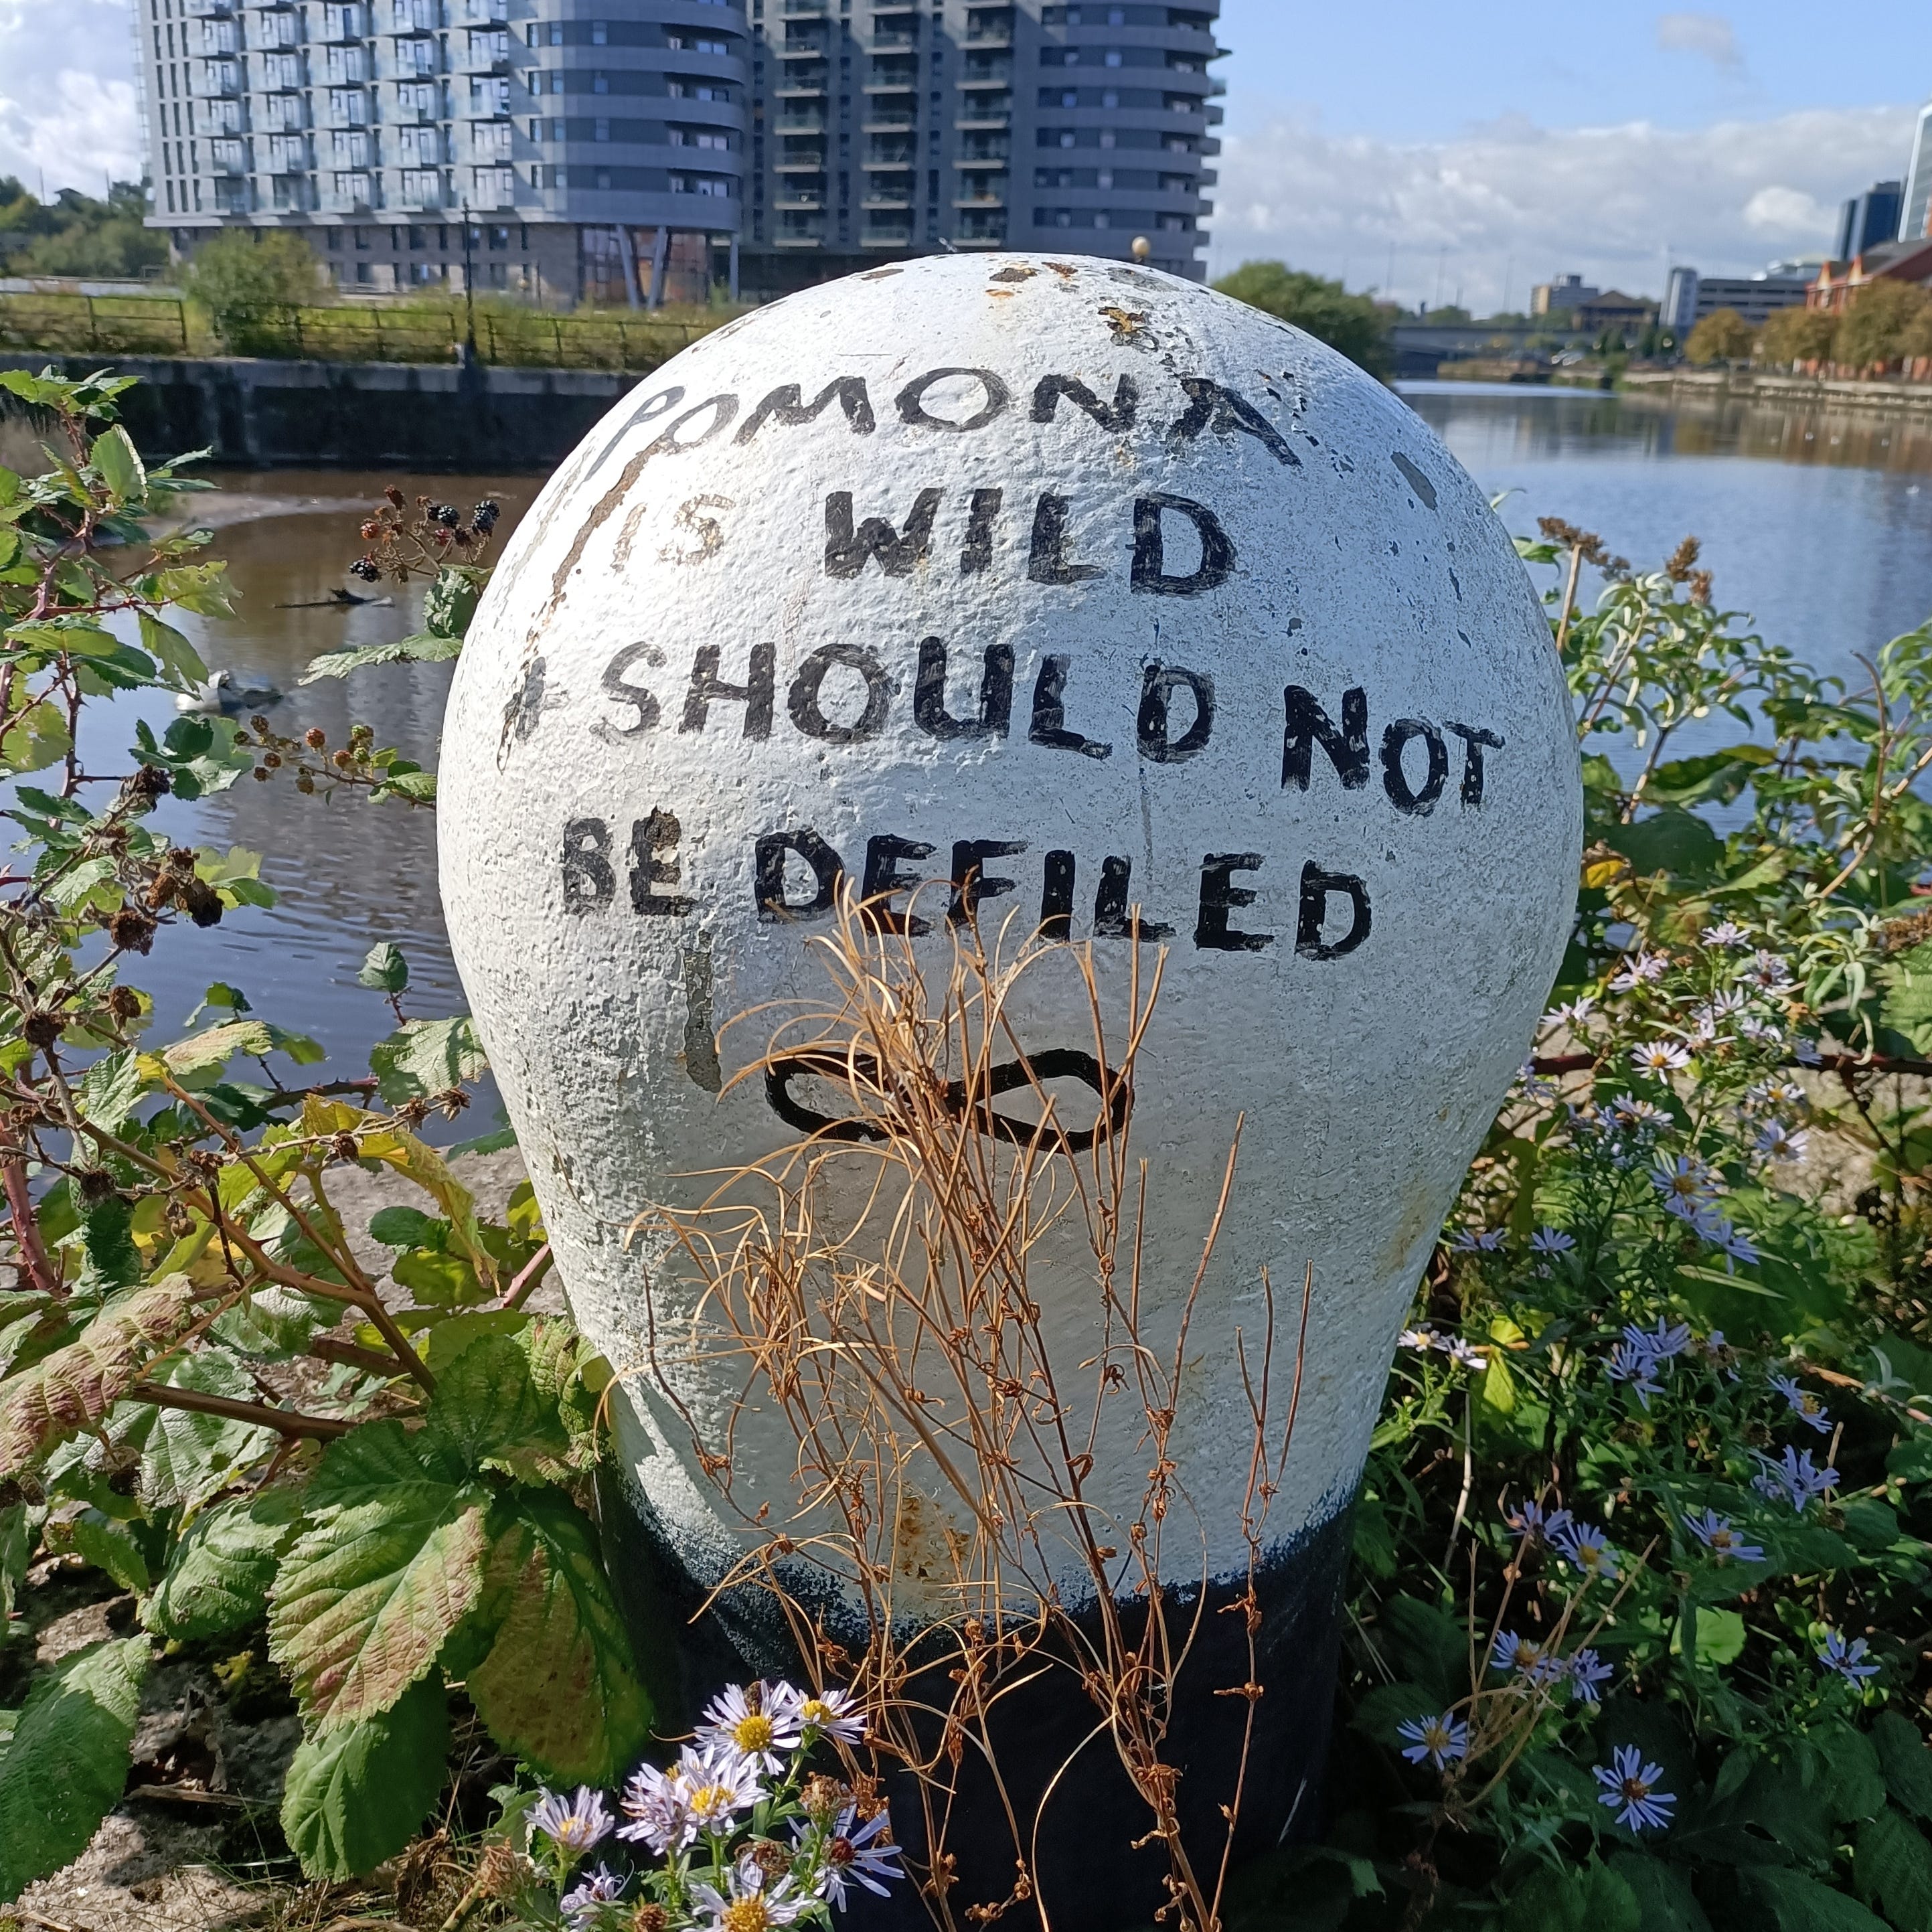 POMONA
IS WILD
+ SHOULD NOT
BE DEFILED